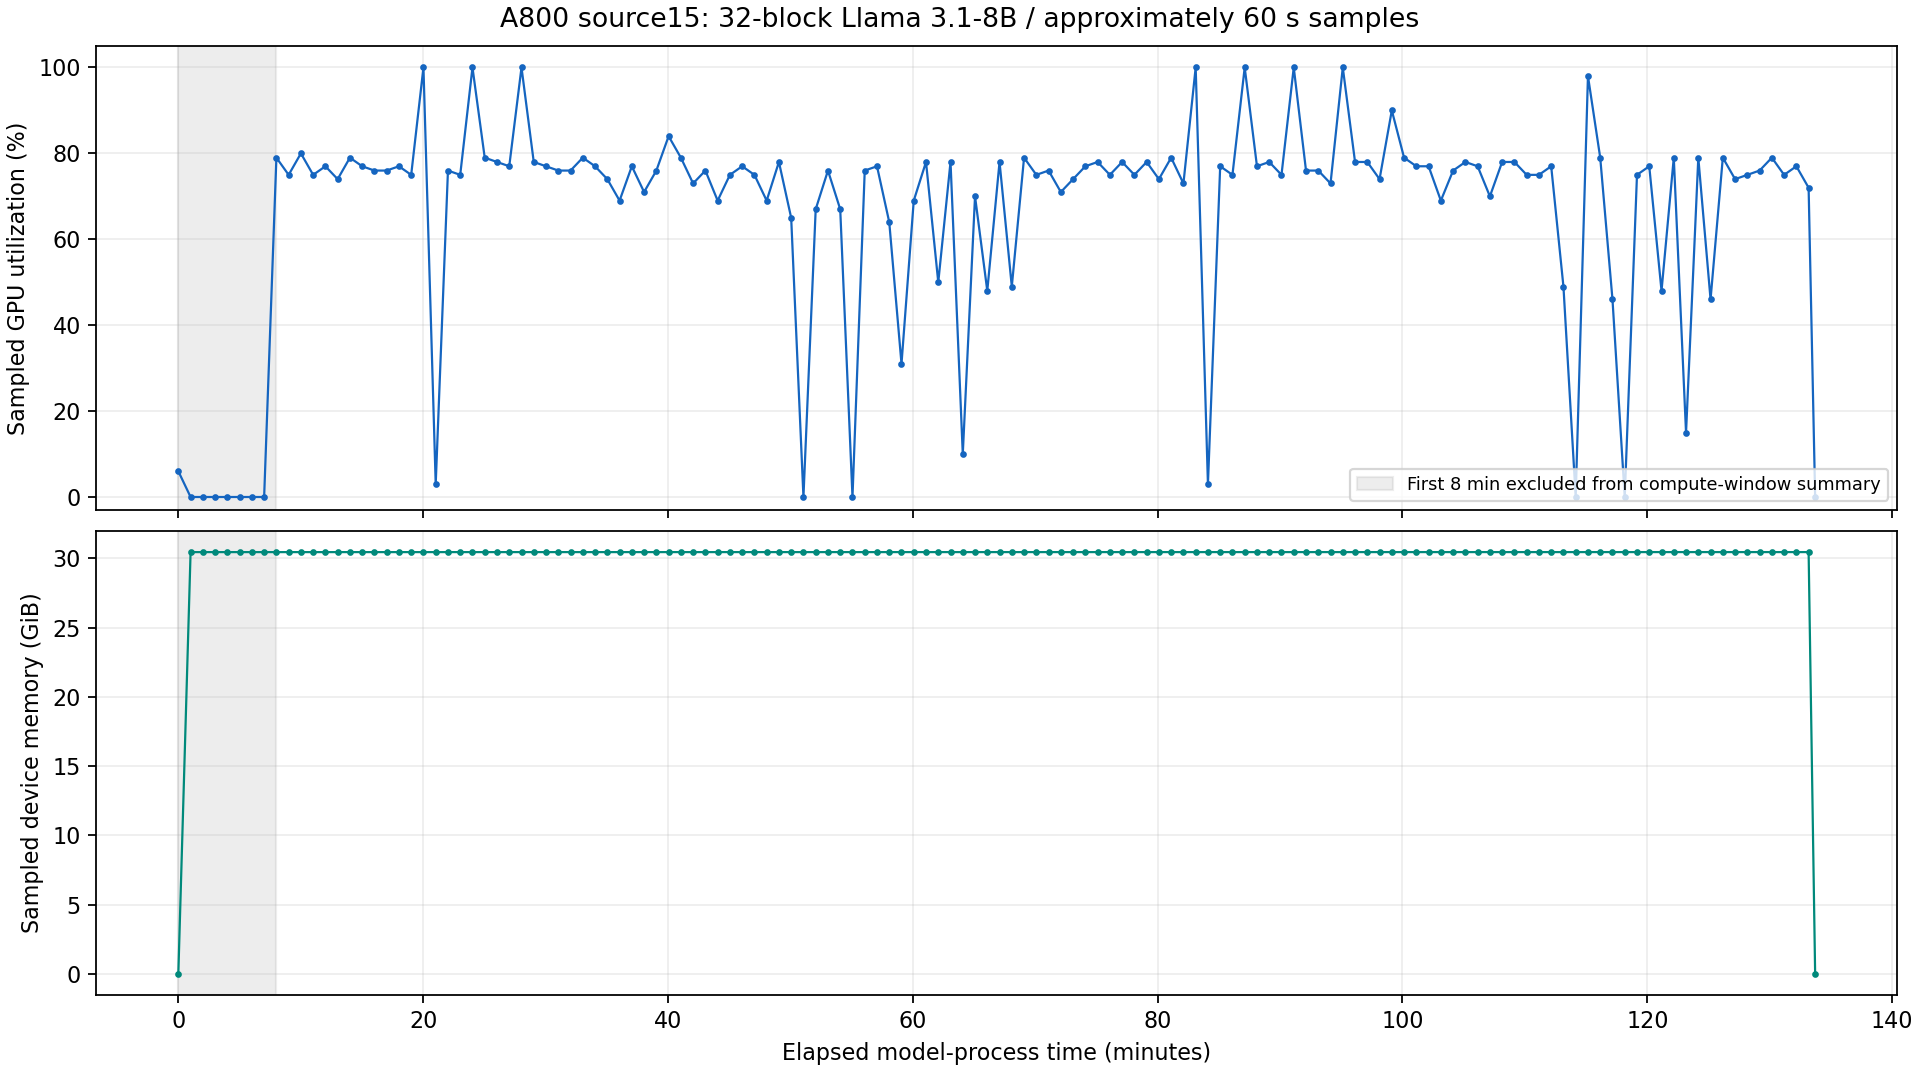 A800 source15: 32-block Llama 3.1-8B / approximately 60 s samples
Sampled GPU utilization (%)
100
80
60
40
20
0
First 8 min excluded from compute-window summary
Sampled device memory (GiB)
30
25
20
15
10
5
0
0 20 40 60 80 100 120 140
Elapsed model-process time (minutes)